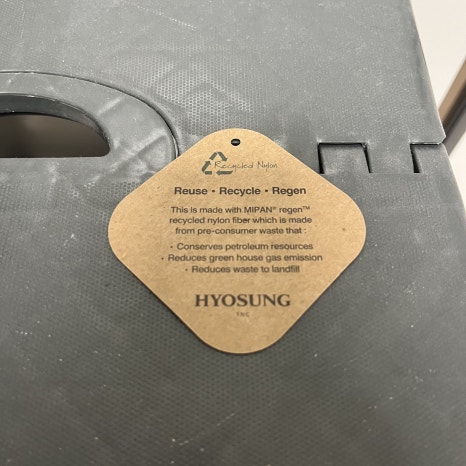 Recycled Nylon
Reuse • Recycle • Regen
This is made with MIPAN® regen™
recycled nylon fiber which is made
from pre-consumer waste that :
• Conserves petroleum resources
• Reduces green house gas emission
• Reduces waste to landfill
HYOSUNG
TNC